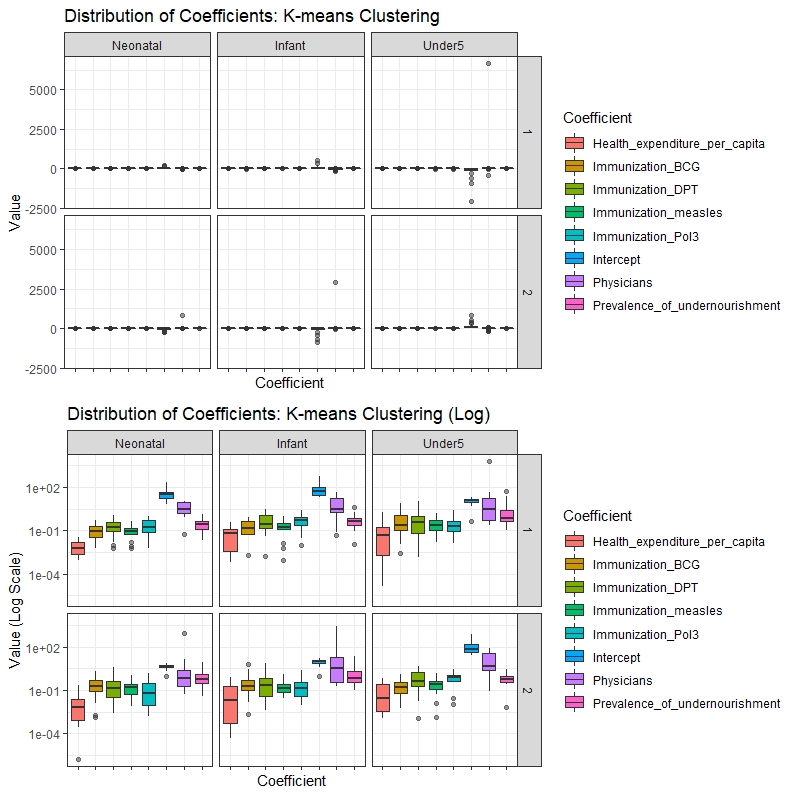 Distribution of Coefficients: K-means Clustering
Neonatal
Infant
Under5
5000
2500
0
-2500
1
5000
2500
0
-2500
2
Value
Coefficient
Coefficient
Health_expenditure_per_capita
Immunization_BCG
Immunization_DPT
Immunization_measles
Immunization_Pol3
Intercept
Physicians
Prevalence_of_undernourishment
Distribution of Coefficients: K-means Clustering (Log)
Neonatal
Infant
Under5
1e+02
1e-01
1e-04
1
1e+02
1e-01
1e-04
2
Value (Log Scale)
Coefficient
Coefficient
Health_expenditure_per_capita
Immunization_BCG
Immunization_DPT
Immunization_measles
Immunization_Pol3
Intercept
Physicians
Prevalence_of_undernourishment